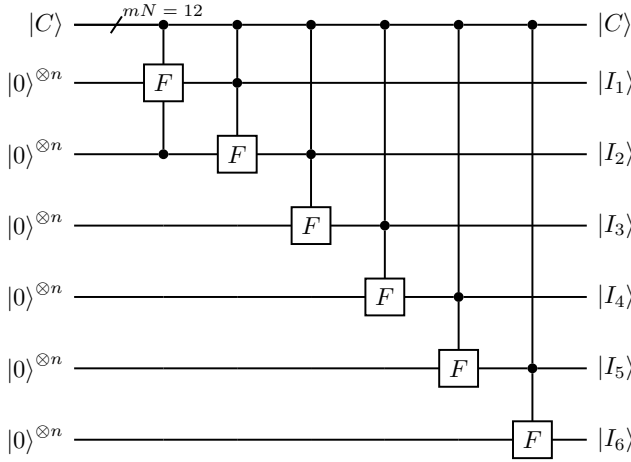 |C⟩ mN = 12 |C⟩
|0⟩^{⊗n} F |I_1⟩
|0⟩^{⊗n} F |I_2⟩
|0⟩^{⊗n} F |I_3⟩
|0⟩^{⊗n} F |I_4⟩
|0⟩^{⊗n} F |I_5⟩
|0⟩^{⊗n} F |I_6⟩